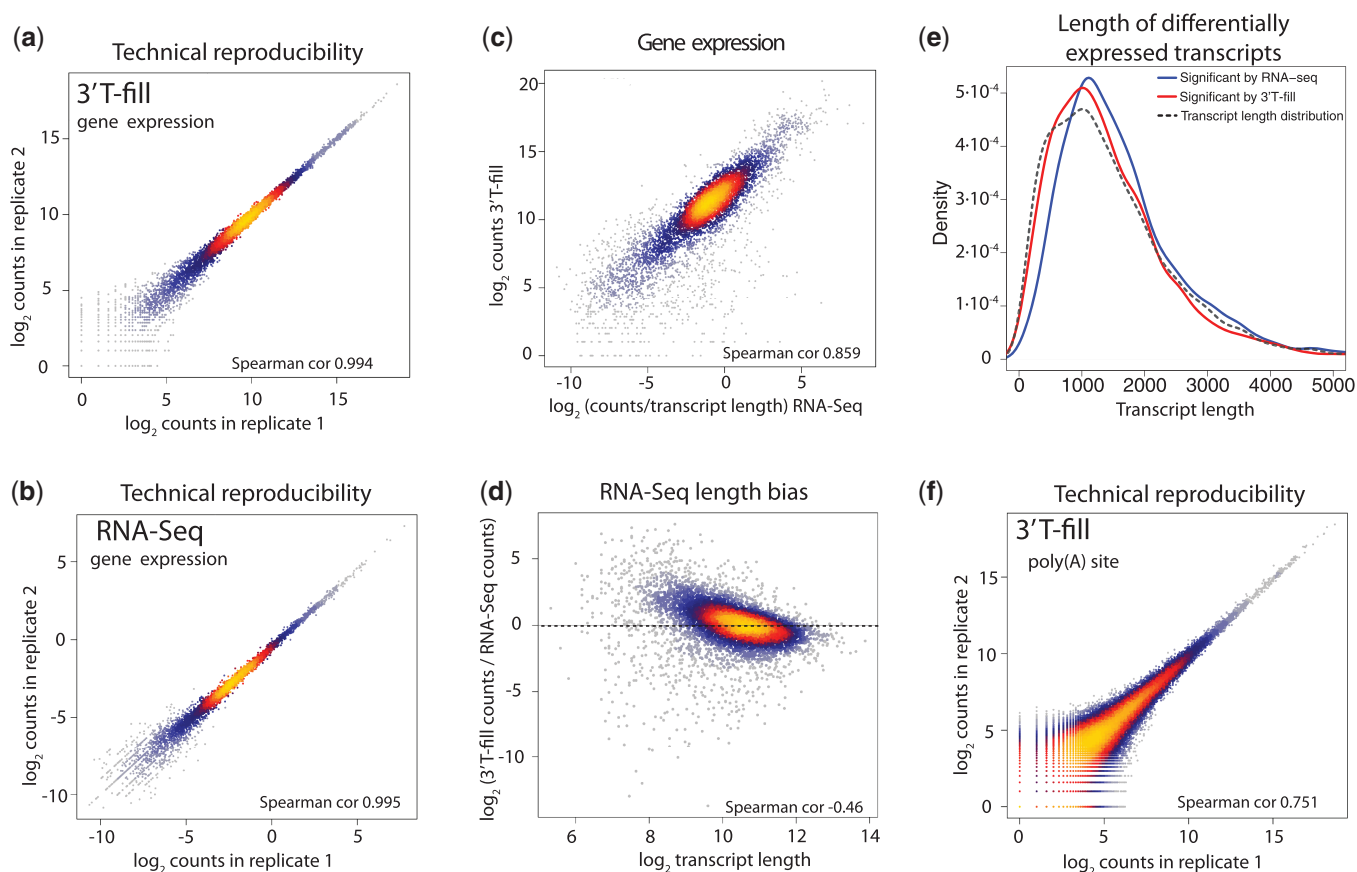 (a)
Technical reproducibility
3'T-fill
gene expression
log2 counts in replicate 2
15
10
5
0
Spearman cor 0.994
0 5 10 15
log2 counts in replicate 1
(c)
Gene expression
log2 counts 3'T-fill
20
15
10
5
0
Spearman cor 0.859
-10 -5 0 5
log2 (counts/transcript length) RNA-Seq
(e)
Length of differentially
expressed transcripts
Significant by RNA−seq
Significant by 3'T-fill
Transcript length distribution
Density
5·10-4
4·10-4
3·10-4
2·10-4
1·10-4
0
0 1000 2000 3000 4000 5000
Transcript length
(b)
Technical reproducibility
RNA-Seq
gene expression
log2 counts in replicate 2
5
0
-5
-10
Spearman cor 0.995
-10 -5 0 5
log2 counts in replicate 1
(d)
RNA-Seq length bias
log2 (3'T-fill counts / RNA-Seq counts)
5
0
-5
-10
Spearman cor -0.46
6 8 10 12 14
log2 transcript length
(f)
Technical reproducibility
3'T-fill
poly(A) site
log2 counts in replicate 2
15
10
5
0
Spearman cor 0.751
0 5 10 15
log2 counts in replicate 1